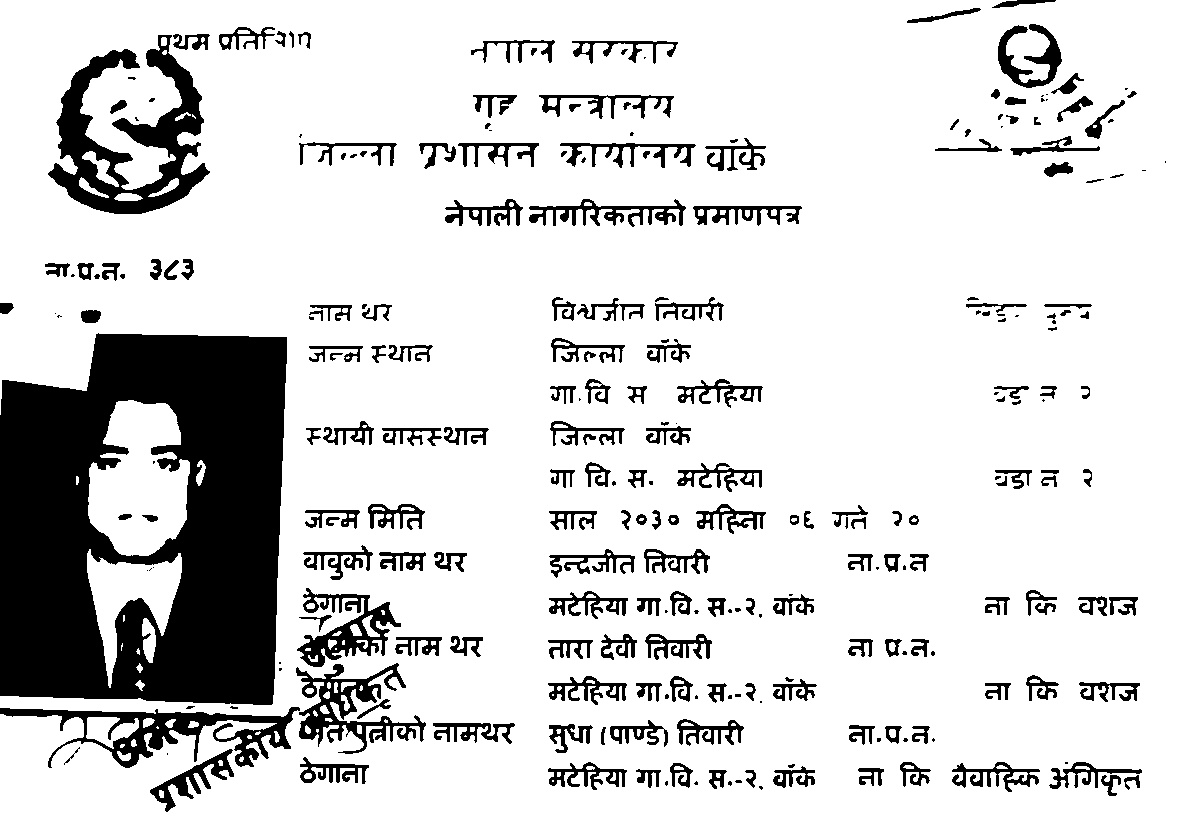 प्रथम प्रतिलिपि
नेपाल सरकार
गृह मन्त्रालय
जिल्ला प्रशासन कार्यालय बाँके
नेपाली नागरिकताको प्रमाणपत्र
ना.प्र.न. ३८३
नाम थर विश्वजीत तिवारी लिङ्ग पुरुष
जन्म स्थान जिल्ला बाँके
गा.वि स मटेहिया वडा न २
स्थायी वासस्थान जिल्ला बाँके
गा वि. स. मटेहिया वडा न २
जन्म मिति साल २०३० महिना ०६ गते २०
बाबुको नाम थर इन्द्रजीत तिवारी ना.प्र.न
ठेगाना मटेहिया गा.वि. स.-२, बाँके ना कि वंशज
आमाको नाम थर तारा देवी तिवारी ना प्र.न.
ठेगाना मटेहिया गा.वि. स.-२, बाँके ना कि वंशज
पति पत्नीको नामथर सुधा (पाण्डे) तिवारी ना.प्र.न.
ठेगाना मटेहिया गा.वि. स.-२, बाँके ना कि वैवाहिक अंगिकृत
प्रशासकीय अधिकृत